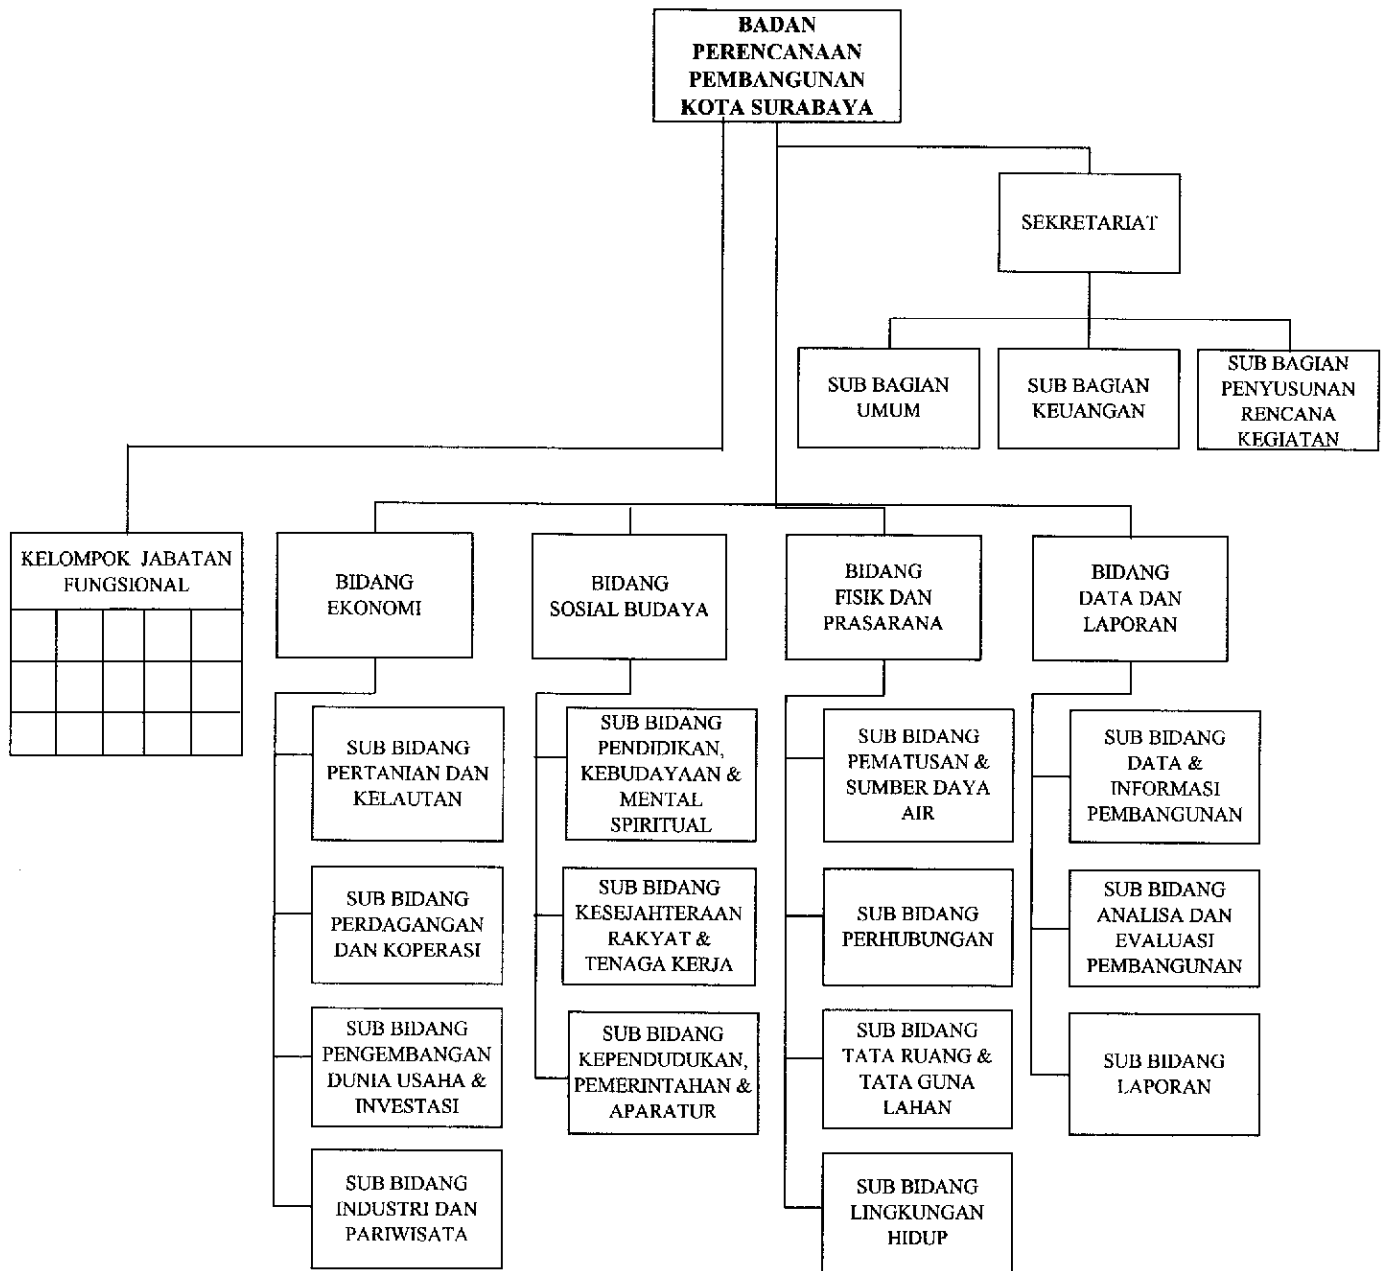 BADAN
PERENCANAAN
PEMBANGUNAN
KOTA SURABAYA
SEKRETARIAT
SUB BAGIAN
UMUM
SUB BAGIAN
KEUANGAN
SUB BAGIAN
PENYUSUNAN
RENCANA
KEGIATAN
KELOMPOK JABATAN
FUNGSIONAL
BIDANG
EKONOMI
SUB BIDANG
PERTANIAN DAN
KELAUTAN
SUB BIDANG
PERDAGANGAN
DAN KOPERASI
SUB BIDANG
PENGEMBANGAN
DUNIA USAHA &
INVESTASI
SUB BIDANG
INDUSTRI DAN
PARIWISATA
BIDANG
SOSIAL BUDAYA
SUB BIDANG
PENDIDIKAN,
KEBUDAYAAN &
MENTAL
SPIRITUAL
SUB BIDANG
KESEJAHTERAAN
RAKYAT &
TENAGA KERJA
SUB BIDANG
KEPENDUDUKAN,
PEMERINTAHAN &
APARATUR
BIDANG
FISIK DAN
PRASARANA
SUB BIDANG
PEMATUSAN &
SUMBER DAYA
AIR
SUB BIDANG
PERHUBUNGAN
SUB BIDANG
TATA RUANG &
TATA GUNA
LAHAN
SUB BIDANG
LINGKUNGAN
HIDUP
BIDANG
DATA DAN
LAPORAN
SUB BIDANG
DATA &
INFORMASI
PEMBANGUNAN
SUB BIDANG
ANALISA DAN
EVALUASI
PEMBANGUNAN
SUB BIDANG
LAPORAN